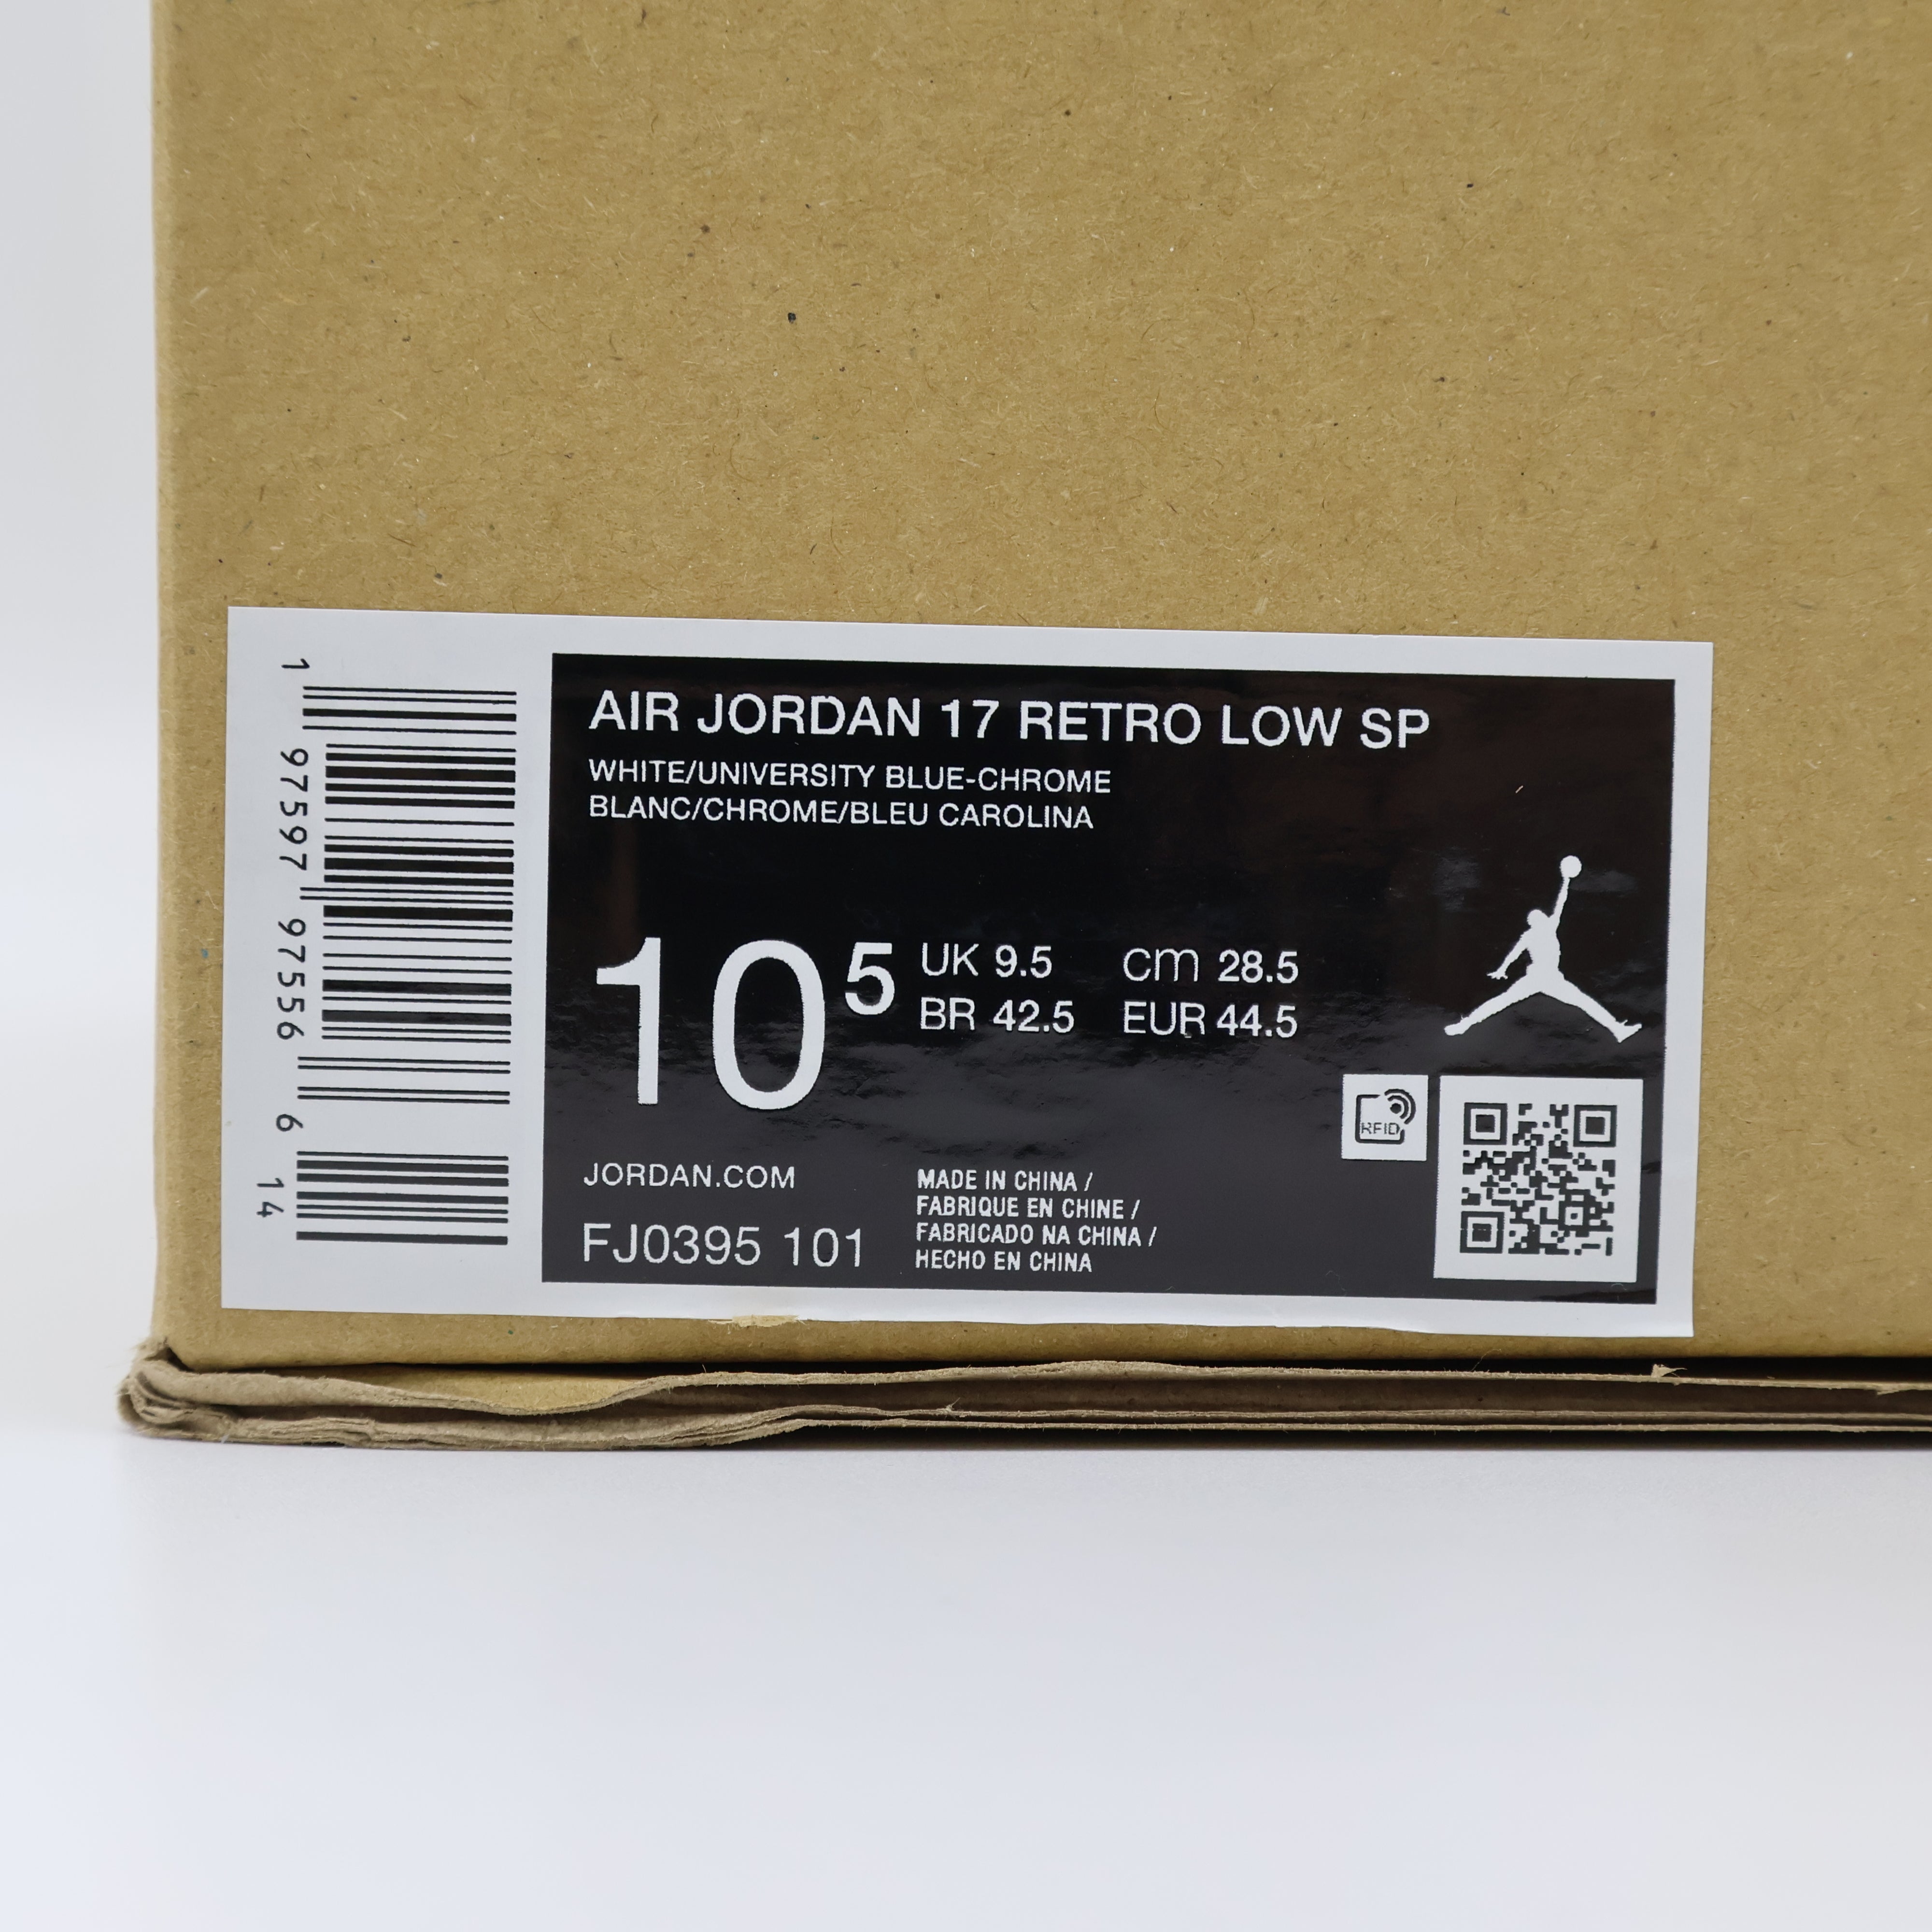 AIR JORDAN 17 RETRO LOW SP
WHITE/UNIVERSITY BLUE-CHROME
BLANC/CHROME/BLEU CAROLINA
10 5
UK 9.5 cm 28.5
BR 42.5 EUR 44.5
RFID
JORDAN.COM
FJ0395 101
MADE IN CHINA /
FABRIQUE EN CHINE /
FABRICADO NA CHINA /
HECHO EN CHINA
1 97597 97556 6
14